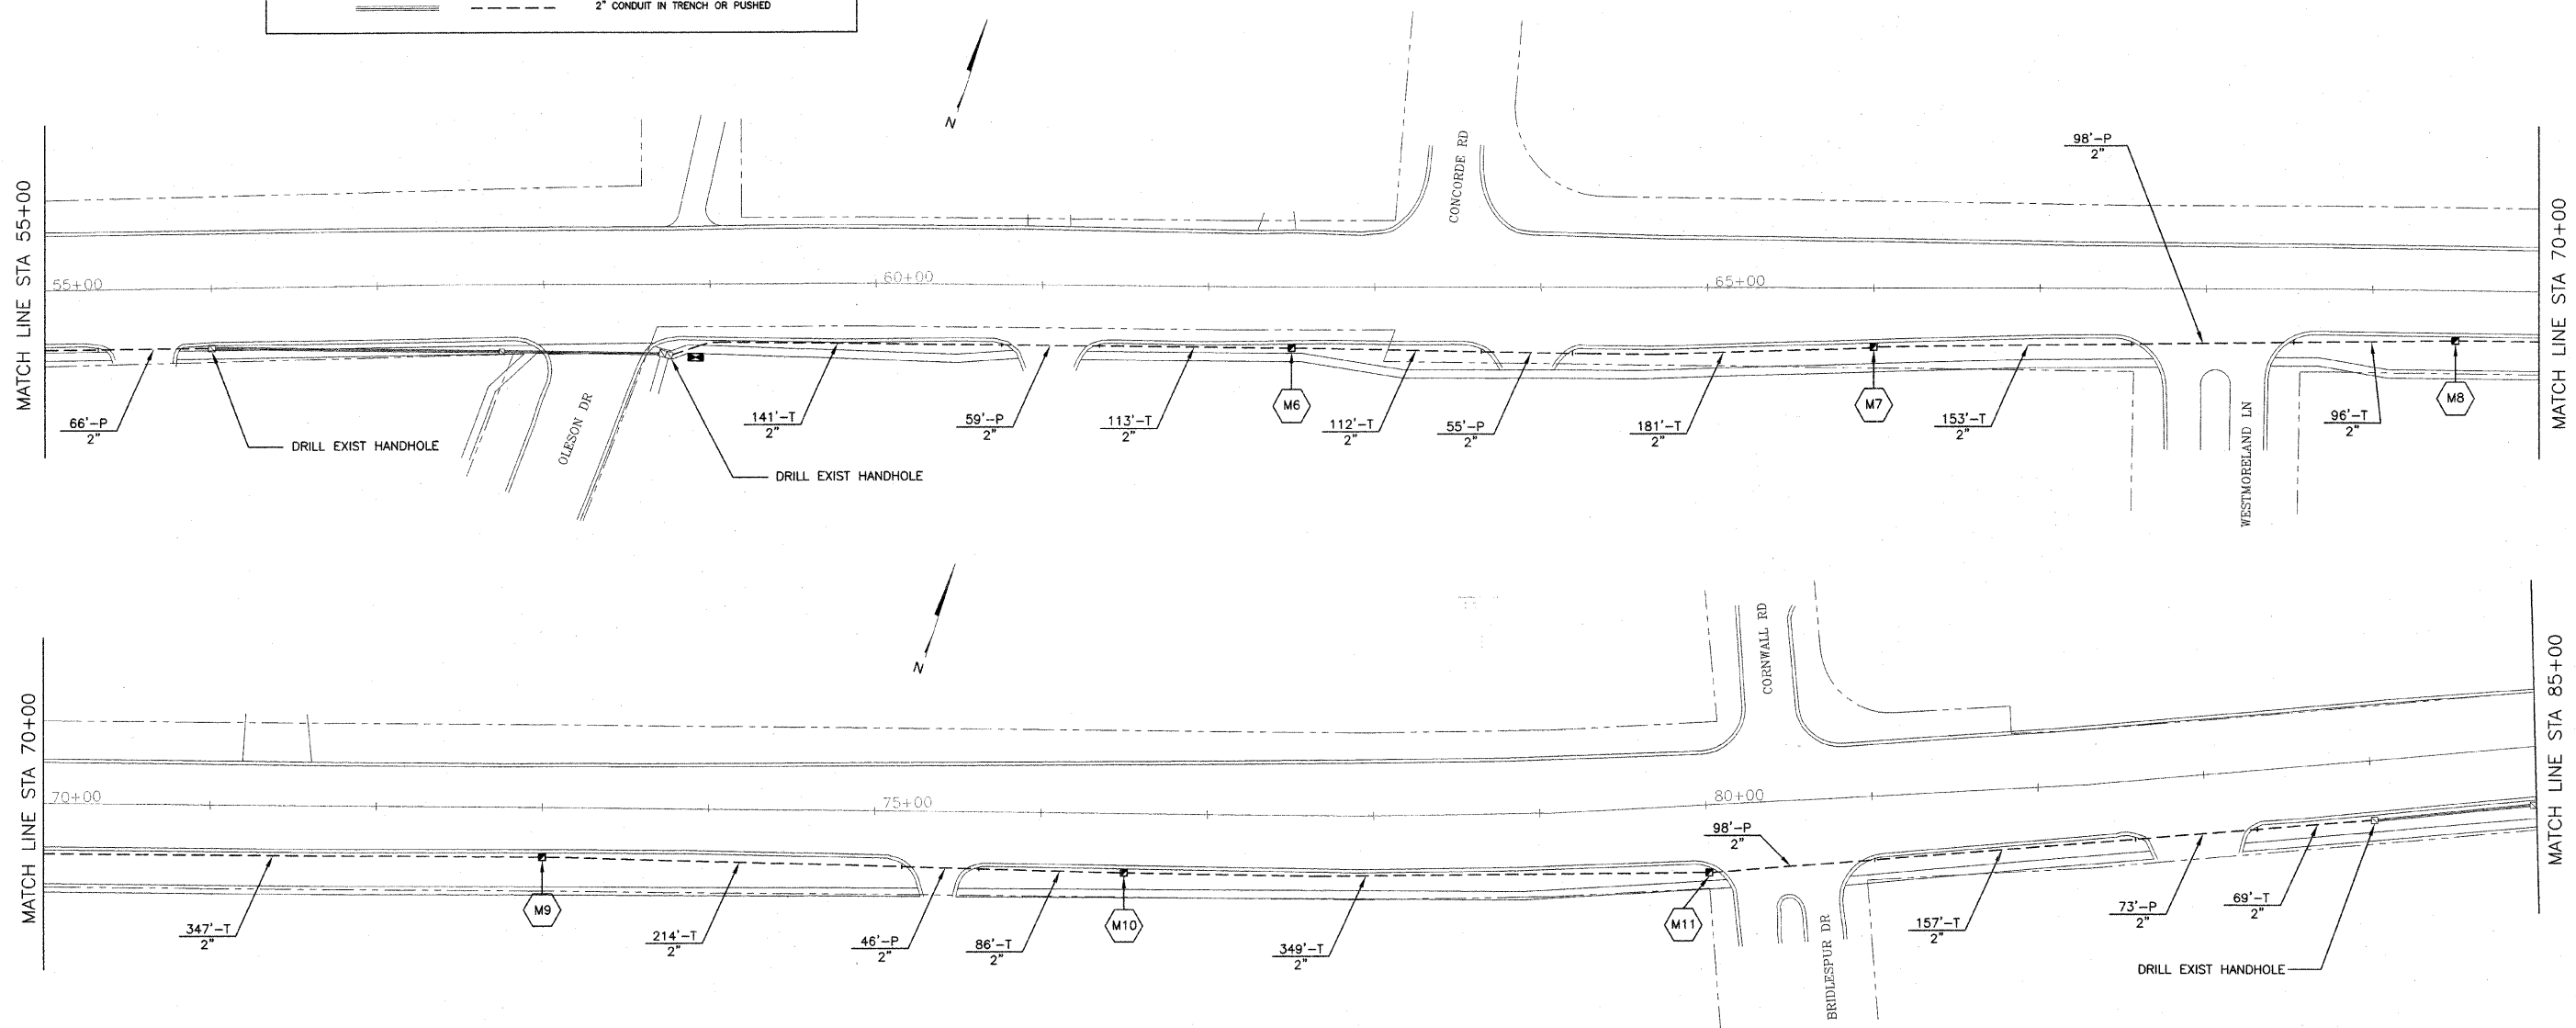 2" CONDUIT IN TRENCH OR PUSHED
N
MATCH LINE STA 55+00
CONCORDE RD
98'-P
2"
MATCH LINE STA 70+00
55+00
60+00
65+00
66'-P
2"
DRILL EXIST HANDHOLE
OLESON DR
DRILL EXIST HANDHOLE
141'-T
2"
59'-P
2"
113'-T
2"
M6
112'-T
2"
55'-P
2"
181'-T
2"
M7
153'-T
2"
WESTMORELAND LN
96'-T
2"
M8
N
MATCH LINE STA 70+00
CORNWALL RD
MATCH LINE STA 85+00
70+00
75+00
80+00
98'-P
2"
347'-T
2"
M9
214'-T
2"
46'-P
2"
86'-T
2"
M10
349'-T
2"
M11
BRIDLESPUR DR
157'-T
2"
73'-P
2"
69'-T
2"
DRILL EXIST HANDHOLE